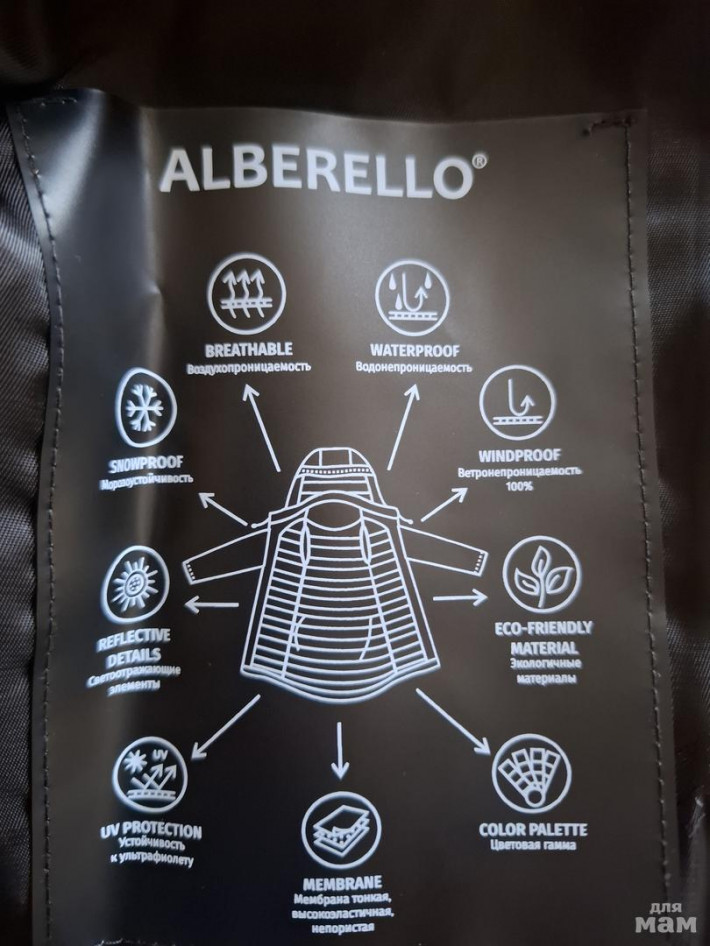 ALBERELLO®
BREATHABLE
Воздухопроницаемость
WATERPROOF
Водонепроницаемость
SNOWPROOF
Морозоустойчивость
WINDPROOF
Ветронепроницаемость
100%
REFLECTIVE
DETAILS
Светоотражающие
элементы
ECO-FRIENDLY
MATERIAL
Экологичные
материалы
UV
UV PROTECTION
Устойчивость
к ультрафиолету
COLOR PALETTE
Цветовая гамма
MEMBRANE
Мембрана тонкая,
высокоэластичная,
непористая
для
мам